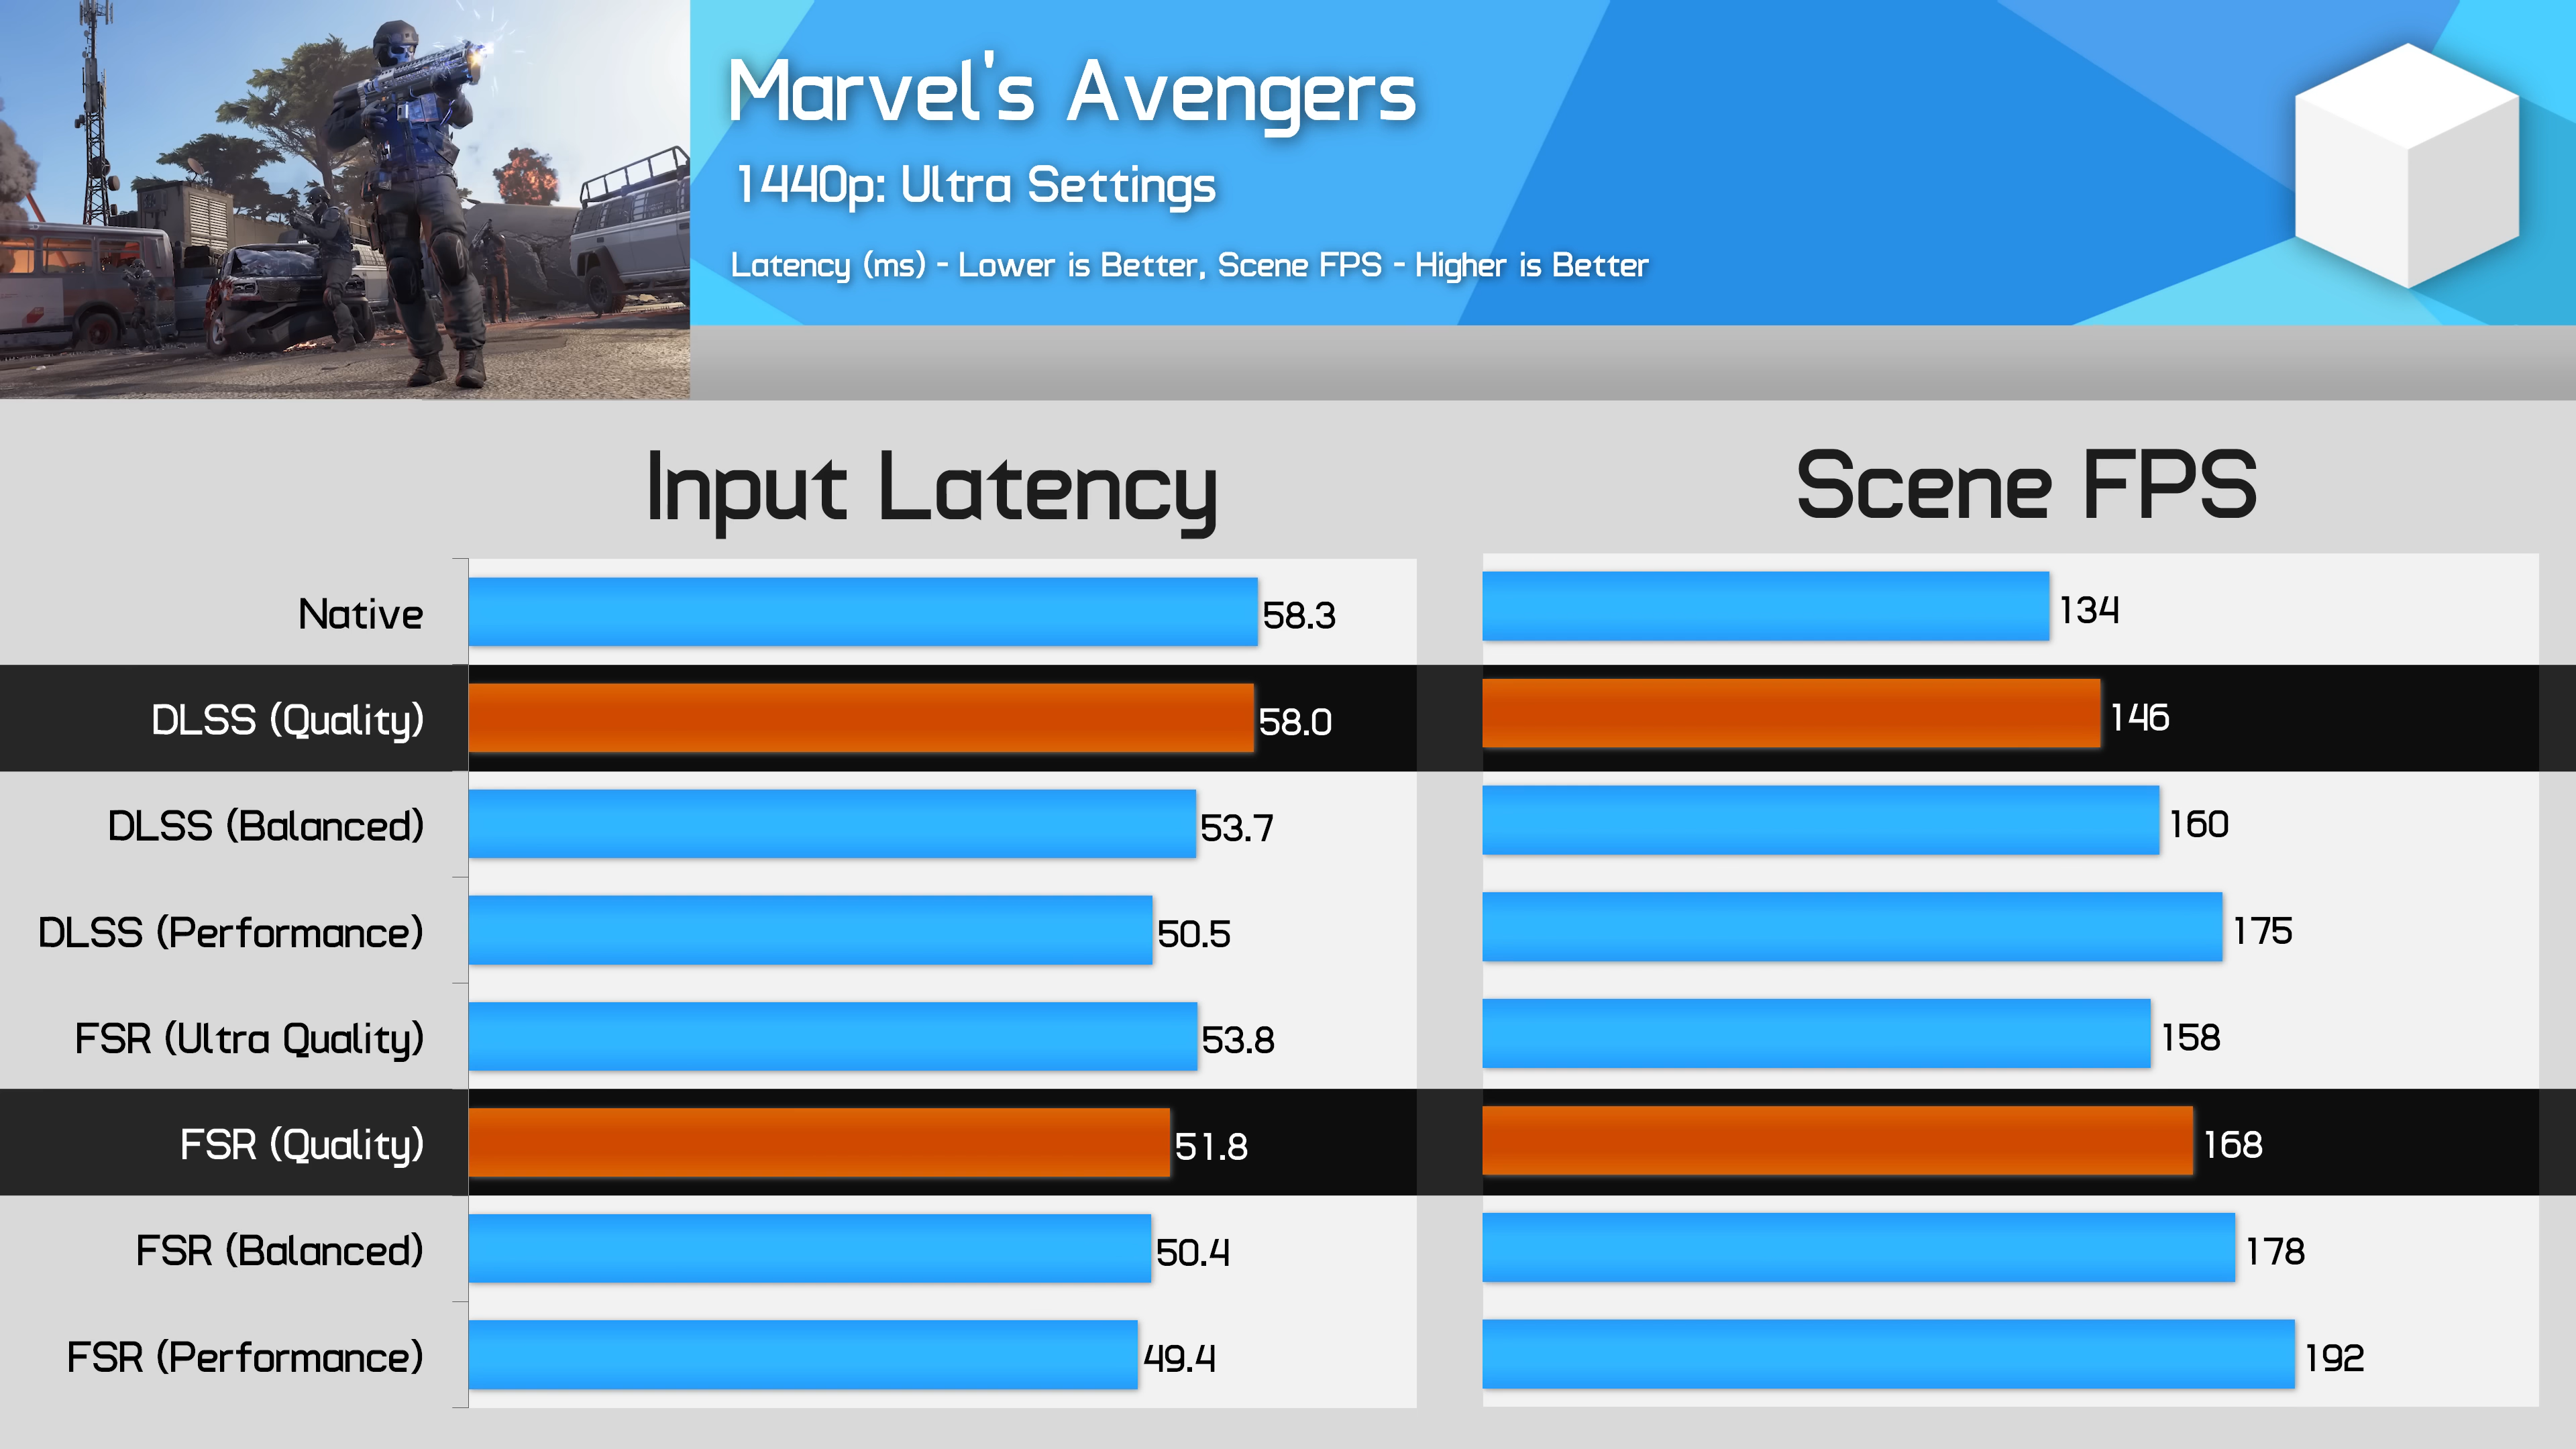 Marvel's Avengers
1440p: Ultra Settings
Latency (ms) - Lower is Better, Scene FPS - Higher is Better
Input Latency
Scene FPS
Native 58.3 134
DLSS (Quality) 58.0 146
DLSS (Balanced) 53.7 160
DLSS (Performance) 50.5 175
FSR (Ultra Quality) 53.8 158
FSR (Quality) 51.8 168
FSR (Balanced) 50.4 178
FSR (Performance) 49.4 192